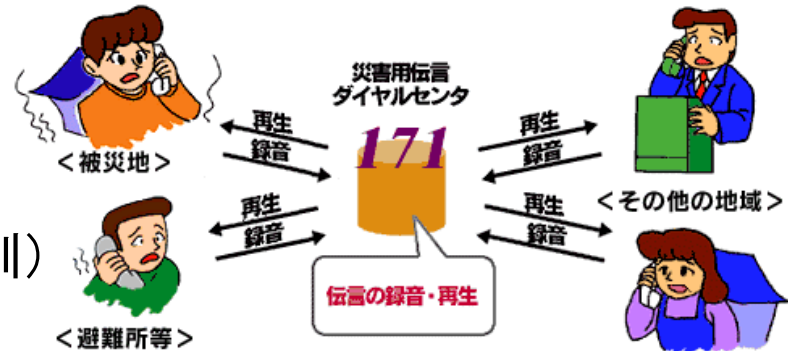 災害用伝言
ダイヤルセンタ
171
再生
録音
再生
録音
＜被災地＞
＜その他の地域＞
再生
録音
再生
録音
伝言の録音・再生
＜避難所等＞